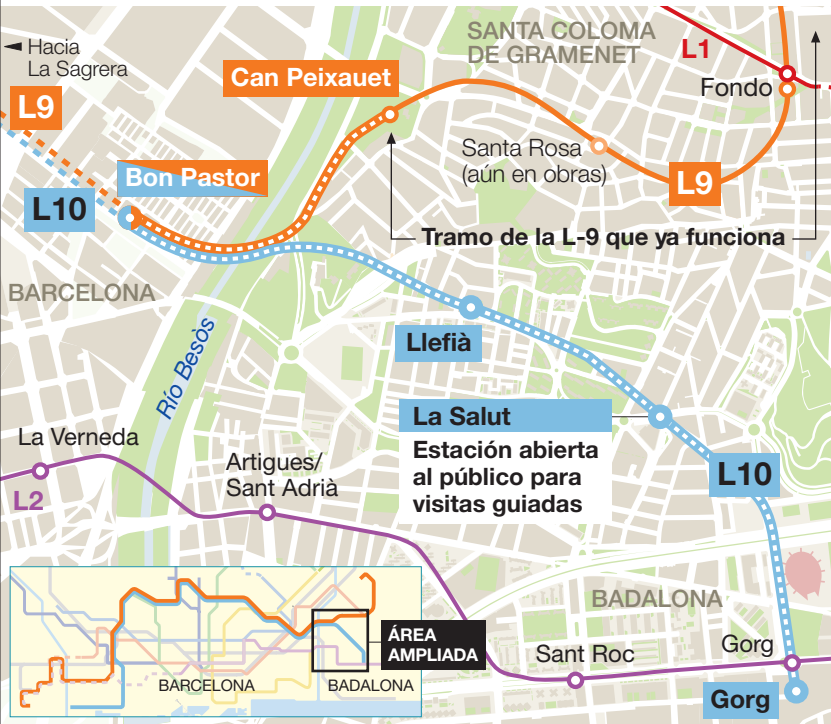 Hacia
La Sagrera
L9
L10
Bon Pastor
Can Peixauet
SANTA COLOMA
DE GRAMENET
L1
Fondo
Santa Rosa
(aún en obras)
L9
Tramo de la L-9 que ya funciona
BARCELONA
Río Besòs
Llefià
La Salut
Estación abierta
al público para
visitas guiadas
L10
La Verneda
L2
Artigues/
Sant Adrià
BADALONA
Sant Roc
Gorg
Gorg
ÁREA
AMPLIADA
BARCELONA
BADALONA